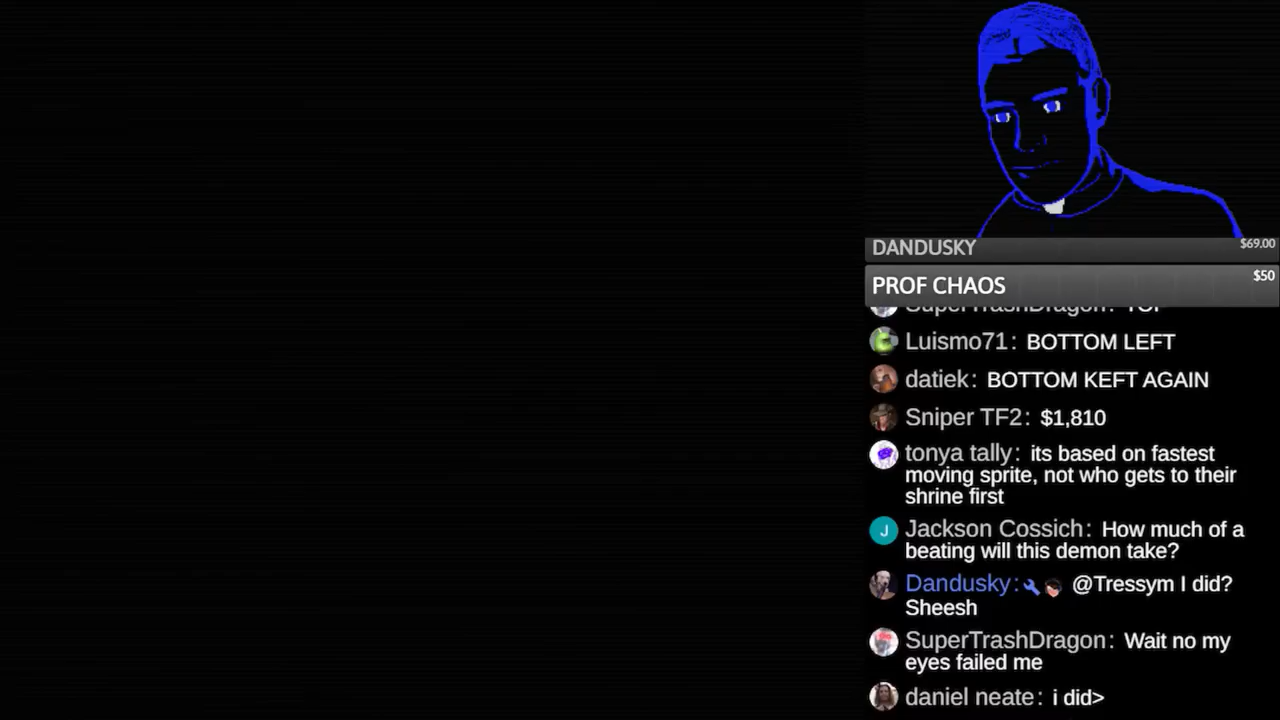 DANDUSKY $69.00
PROF CHAOS $50
SuperTrashDragon: TOP
Luismo71: BOTTOM LEFT
datiek: BOTTOM KEFT AGAIN
Sniper TF2: $1,810
tonya tally: its based on fastest
moving sprite, not who gets to their
shrine first
J Jackson Cossich: How much of a
beating will this demon take?
Dandusky: @Tressym I did?
Sheesh
SuperTrashDragon: Wait no my
eyes failed me
daniel neate: i did>